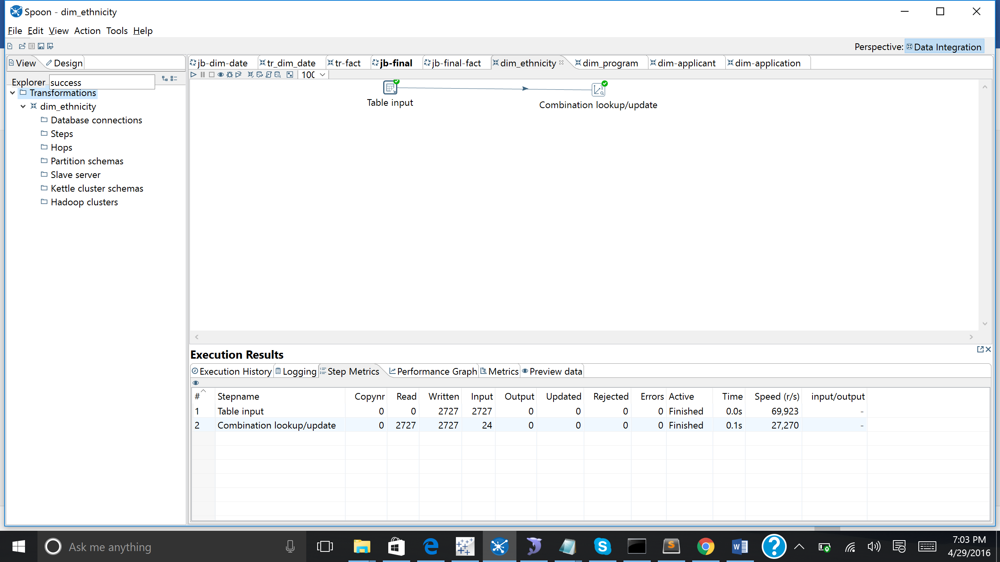 Spoon - dim_ethnicity
File Edit View Action Tools Help
Perspective: Data Integration
View Design
jb-dim-date tr_dim_date tr-fact jb-final jb-final-fact dim_ethnicity dim_program dim-applicant dim-application
Explorer success
100
Transformations
dim_ethnicity
Database connections
Steps
Hops
Partition schemas
Slave server
Kettle cluster schemas
Hadoop clusters
Table input
Combination lookup/update
Execution Results
Execution History Logging Step Metrics Performance Graph Metrics Preview data
# Stepname Copynr Read Written Input Output Updated Rejected Errors Active Time Speed (r/s) input/output
1 Table input 0 0 2727 2727 0 0 0 0 Finished 0.0s 69,923 -
2 Combination lookup/update 0 2727 2727 24 0 0 0 0 Finished 0.1s 27,270 -
Ask me anything
7:03 PM
4/29/2016